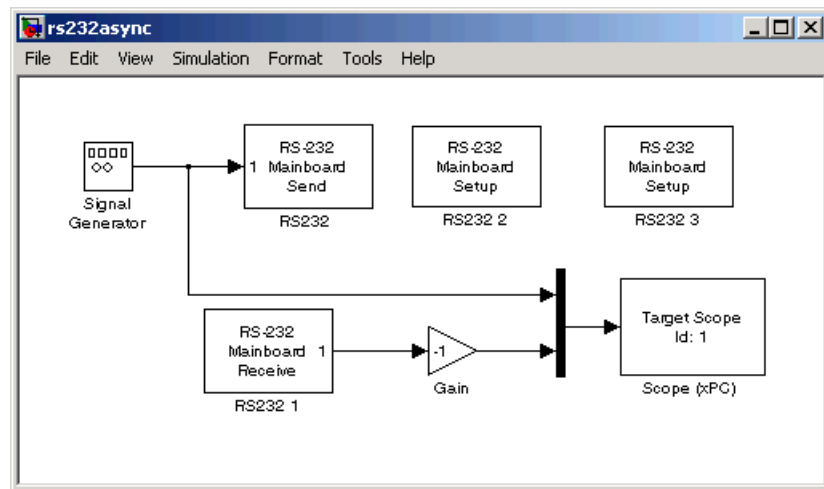 rs232async
File Edit View Simulation Format Tools Help
Signal
Generator
1
RS-232
Mainboard
Send
RS232
RS-232
Mainboard
Setup
RS232 2
RS-232
Mainboard
Setup
RS232 3
RS-232
Mainboard
Receive
1
RS232 1
-1
Gain
Target Scope
Id: 1
Scope (xPC)